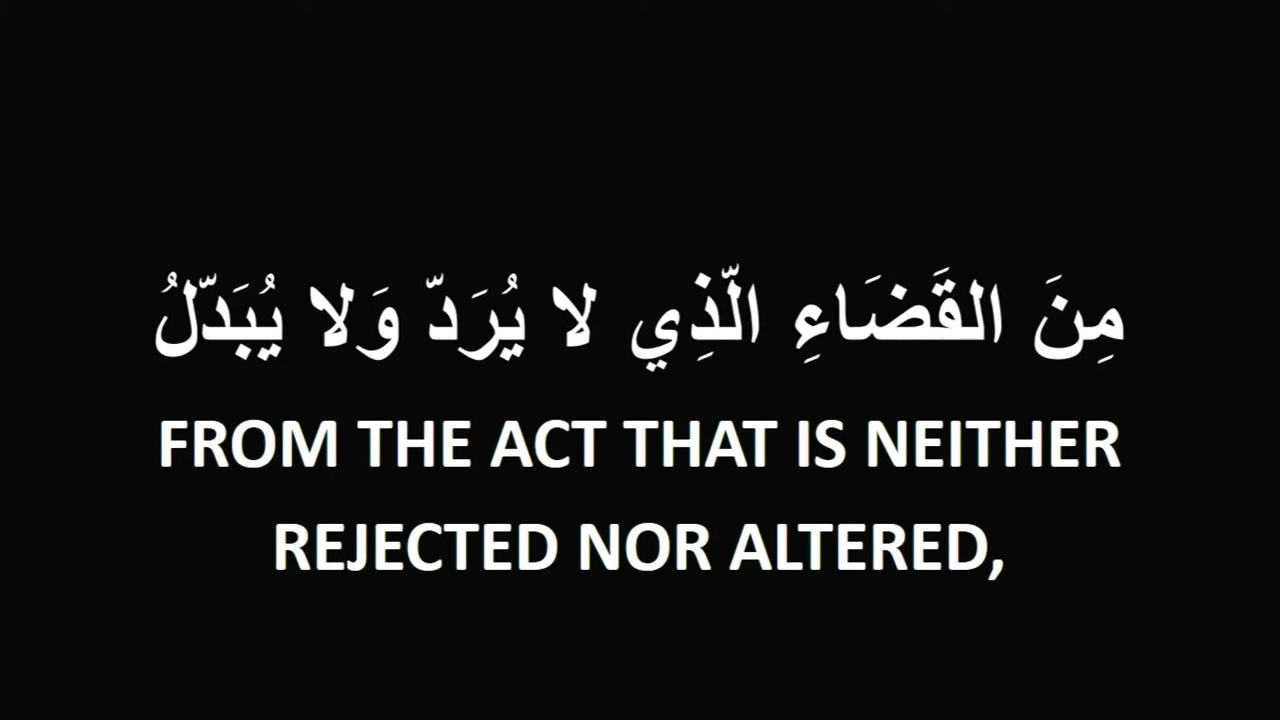 مِنَ القَضَاءِ الّذِي لا يُرَدّ وَلا يُبَدّلُ
FROM THE ACT THAT IS NEITHER
REJECTED NOR ALTERED,